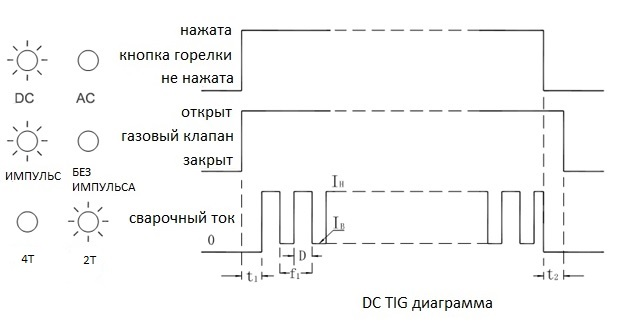 нажата
кнопка горелки
не нажата
DC AC
открыт
газовый клапан
закрыт
ИМПУЛЬС БЕЗ ИМПУЛЬСА
Iн
сварочный ток
Iв
0
4T 2T
D
t1 f1 t2
DC TIG диаграмма